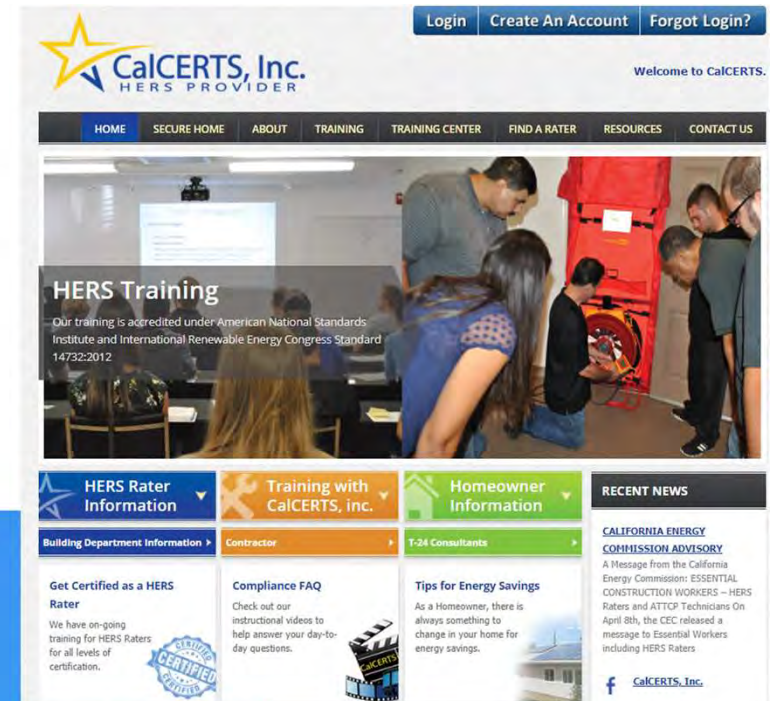 Login Create An Account Forgot Login?
CalCERTS, Inc.
HERS PROVIDER
Welcome to CalCERTS.
HOME SECURE HOME ABOUT TRAINING TRAINING CENTER FIND A RATER RESOURCES CONTACT US
HERS Training
Our training is accredited under American National Standards
Institute and International Renewable Energy Congress Standard
14732:2012
HERS Rater
Information
Building Department Information
Get Certified as a HERS
Rater
We have on-going
training for HERS Raters
for all levels of
certification.
CERTIFIED
CERTIFIED
CERTIFIED
Training with
CalCERTS, inc.
Contractor
Compliance FAQ
Check out our
instructional videos to
help answer your day-to-
day questions.
CalCERTS
Homeowner
Information
T-24 Consultants
Tips for Energy Savings
As a Homeowner, there is
always something to
change in your home for
energy savings.
RECENT NEWS
CALIFORNIA ENERGY
COMMISSION ADVISORY
A Message from the California
Energy Commission: ESSENTIAL
CONSTRUCTION WORKERS – HERS
Raters and ATTCP Technicians On
April 8th, the CEC released a
message to Essential Workers
including HERS Raters
f CalCERTS, Inc.